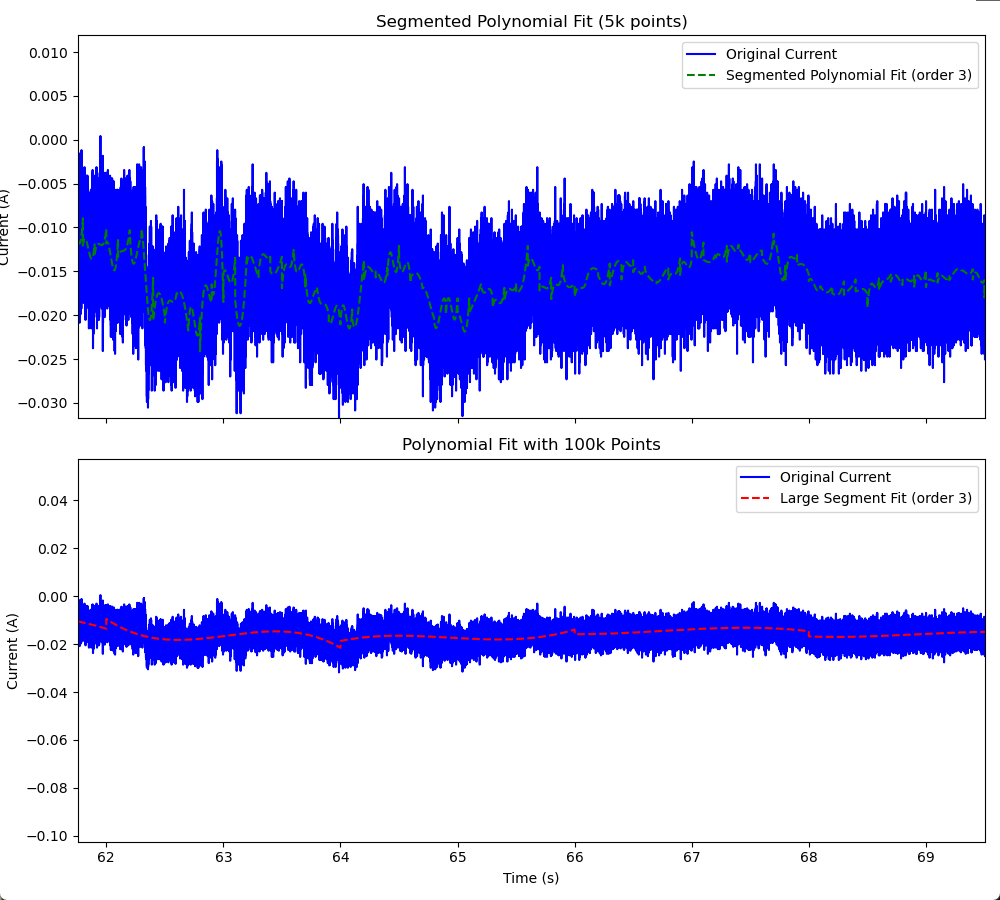 Segmented Polynomial Fit (5k points)
Original Current
Segmented Polynomial Fit (order 3)
0.010
0.005
0.000
−0.005
−0.010
−0.015
−0.020
−0.025
−0.030
Current (A)
Polynomial Fit with 100k Points
Original Current
Large Segment Fit (order 3)
0.04
0.02
0.00
−0.02
−0.04
−0.06
−0.08
−0.10
Current (A)
62 63 64 65 66 67 68 69
Time (s)